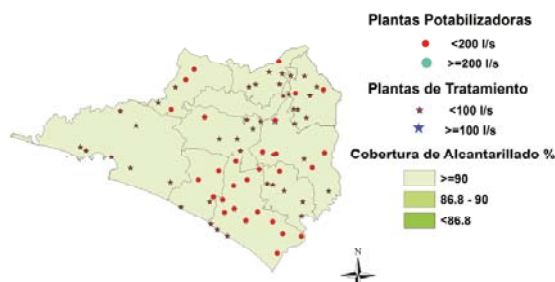 Plantas Potabilizadoras
<200 l/s
>=200 l/s
Plantas de Tratamiento
<100 l/s
>=100 l/s
Cobertura de Alcantarillado %
>=90
86.8 - 90
<86.8
N